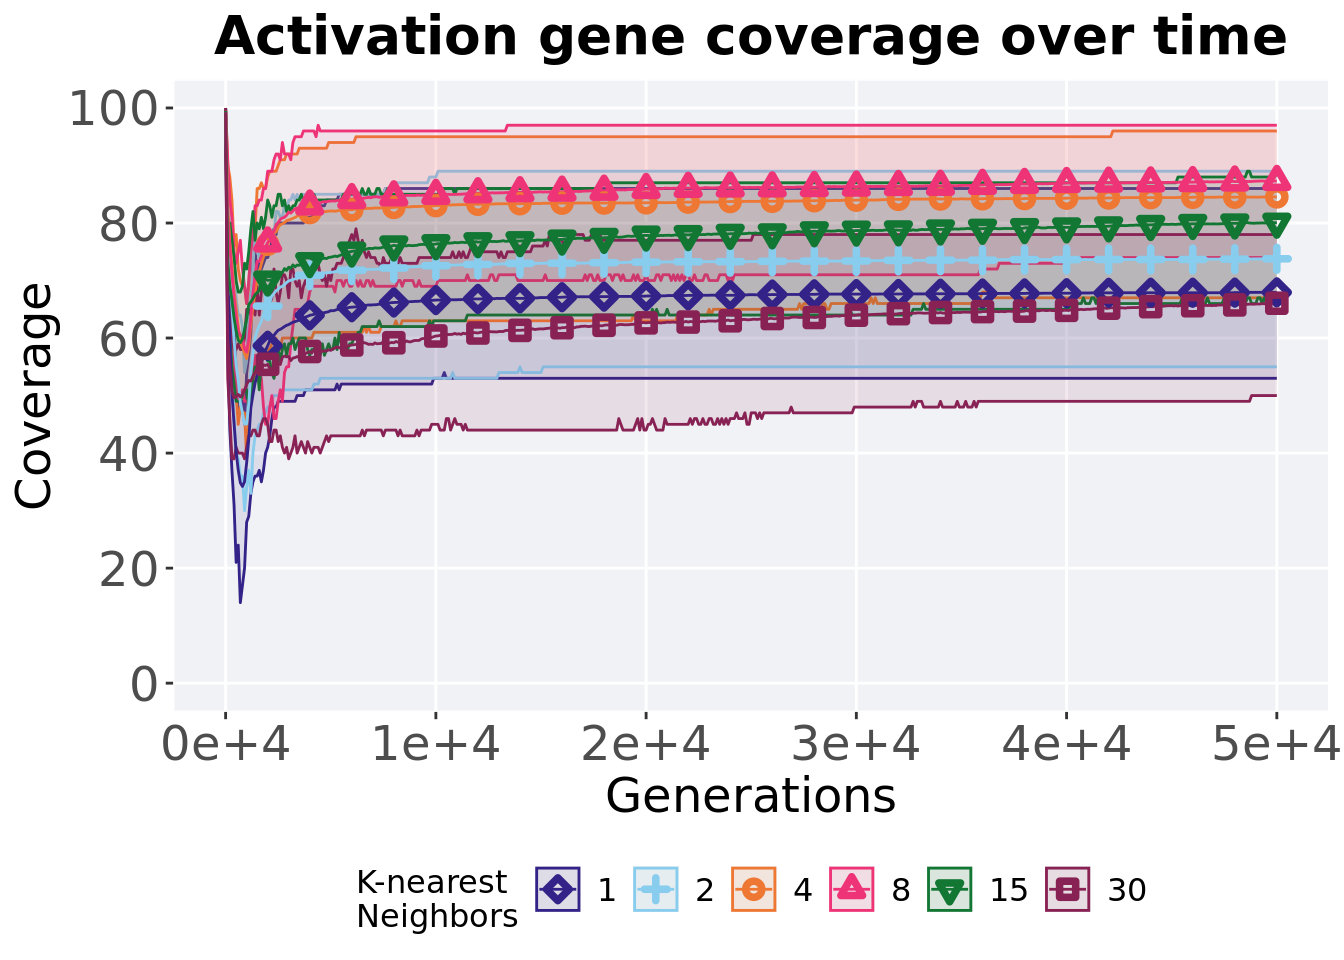 Activation gene coverage over time
Coverage
100
80
60
40
20
0
0e+4 1e+4 2e+4 3e+4 4e+4 5e+4
Generations
K-nearest
Neighbors
1 2 4 8 15 30